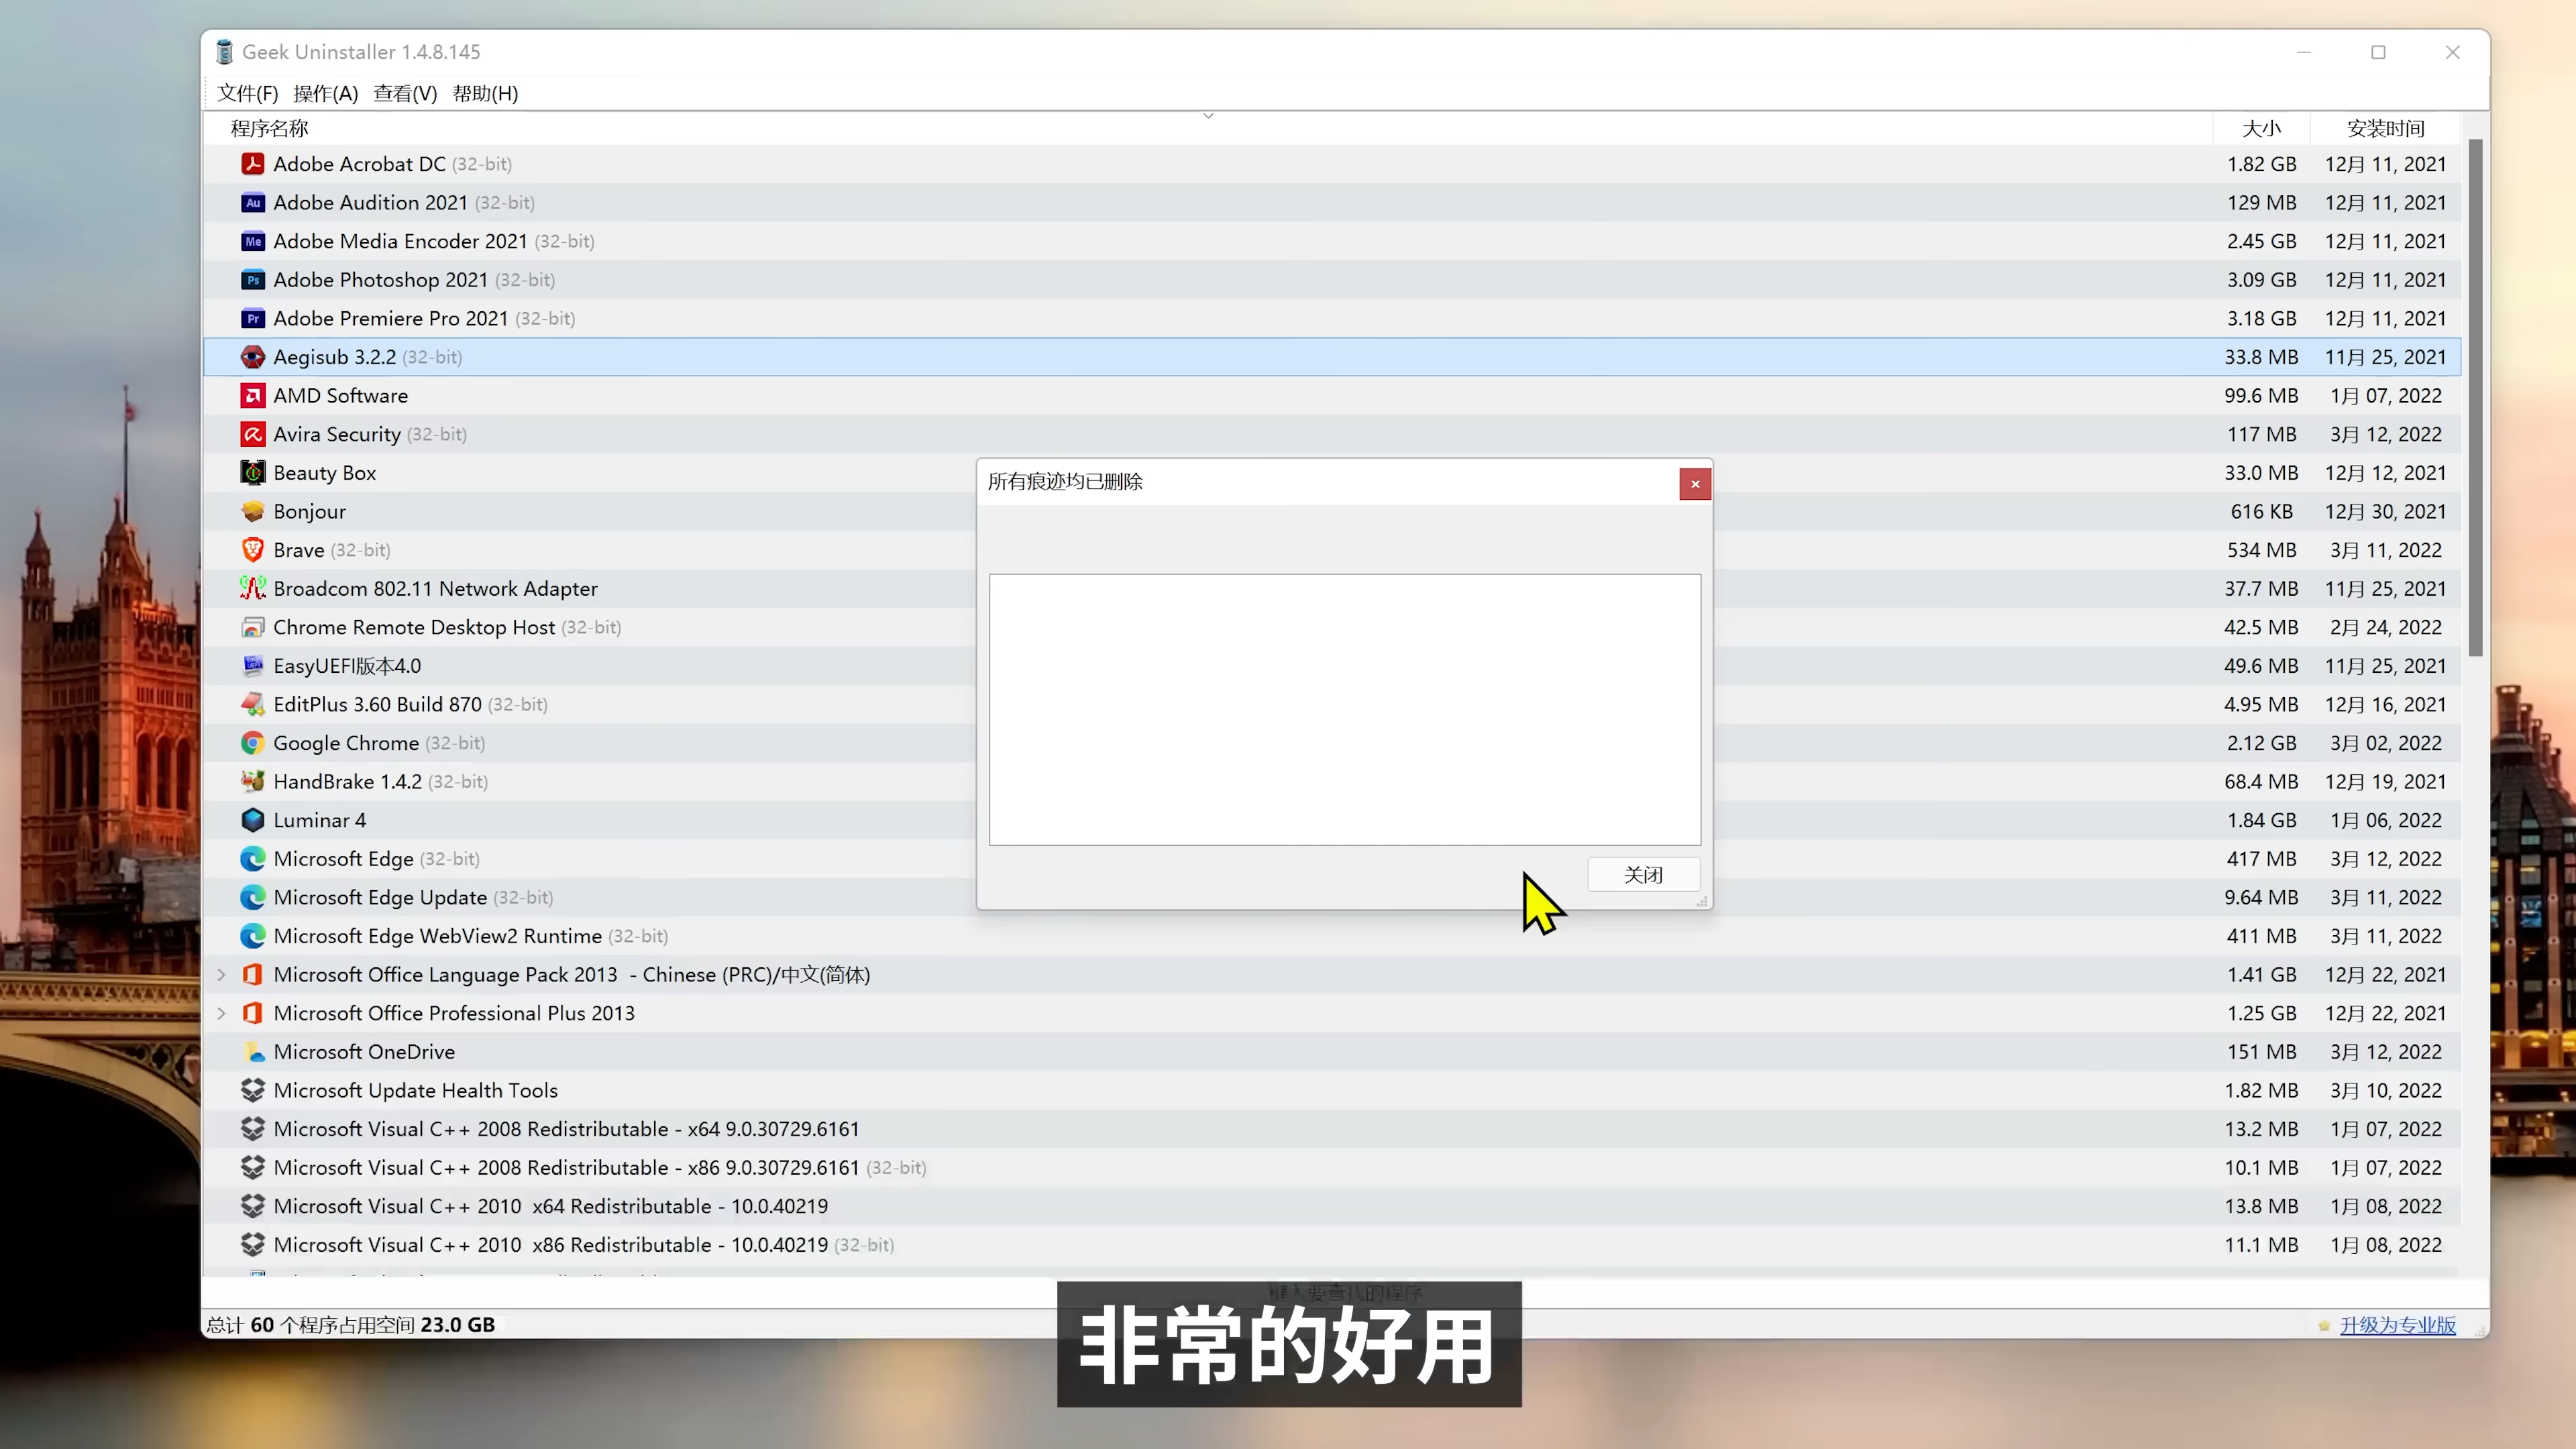 Geek Uninstaller 1.4.8.145
文件(F) 操作(A) 查看(V) 帮助(H)
程序名称 大小 安装时间
Adobe Acrobat DC (32-bit) 1.82 GB 12月 11, 2021
Au Adobe Audition 2021 (32-bit) 129 MB 12月 11, 2021
Me Adobe Media Encoder 2021 (32-bit) 2.45 GB 12月 11, 2021
Ps Adobe Photoshop 2021 (32-bit) 3.09 GB 12月 11, 2021
Pr Adobe Premiere Pro 2021 (32-bit) 3.18 GB 12月 11, 2021
Aegisub 3.2.2 (32-bit) 33.8 MB 11月 25, 2021
AMD Software 99.6 MB 1月 07, 2022
Avira Security (32-bit) 117 MB 3月 12, 2022
Beauty Box 33.0 MB 12月 12, 2021
Bonjour 616 KB 12月 30, 2021
Brave (32-bit) 534 MB 3月 11, 2022
Broadcom 802.11 Network Adapter 37.7 MB 11月 25, 2021
Chrome Remote Desktop Host (32-bit) 42.5 MB 2月 24, 2022
EasyUEFI版本4.0 49.6 MB 11月 25, 2021
EditPlus 3.60 Build 870 (32-bit) 4.95 MB 12月 16, 2021
Google Chrome (32-bit) 2.12 GB 3月 02, 2022
HandBrake 1.4.2 (32-bit) 68.4 MB 12月 19, 2021
Luminar 4 1.84 GB 1月 06, 2022
Microsoft Edge (32-bit) 417 MB 3月 12, 2022
Microsoft Edge Update (32-bit) 9.64 MB 3月 11, 2022
Microsoft Edge WebView2 Runtime (32-bit) 411 MB 3月 11, 2022
Microsoft Office Language Pack 2013 - Chinese (PRC)/中文(简体) 1.41 GB 12月 22, 2021
Microsoft Office Professional Plus 2013 1.25 GB 12月 22, 2021
Microsoft OneDrive 151 MB 3月 12, 2022
Microsoft Update Health Tools 1.82 MB 3月 10, 2022
Microsoft Visual C++ 2008 Redistributable - x64 9.0.30729.6161 13.2 MB 1月 07, 2022
Microsoft Visual C++ 2008 Redistributable - x86 9.0.30729.6161 (32-bit) 10.1 MB 1月 07, 2022
Microsoft Visual C++ 2010 x64 Redistributable - 10.0.40219 13.8 MB 1月 08, 2022
Microsoft Visual C++ 2010 x86 Redistributable - 10.0.40219 (32-bit) 11.1 MB 1月 08, 2022
所有痕迹均已删除
关闭
键入要查找的程序
总计 60 个程序占用空间 23.0 GB 升级为专业版
非常的好用